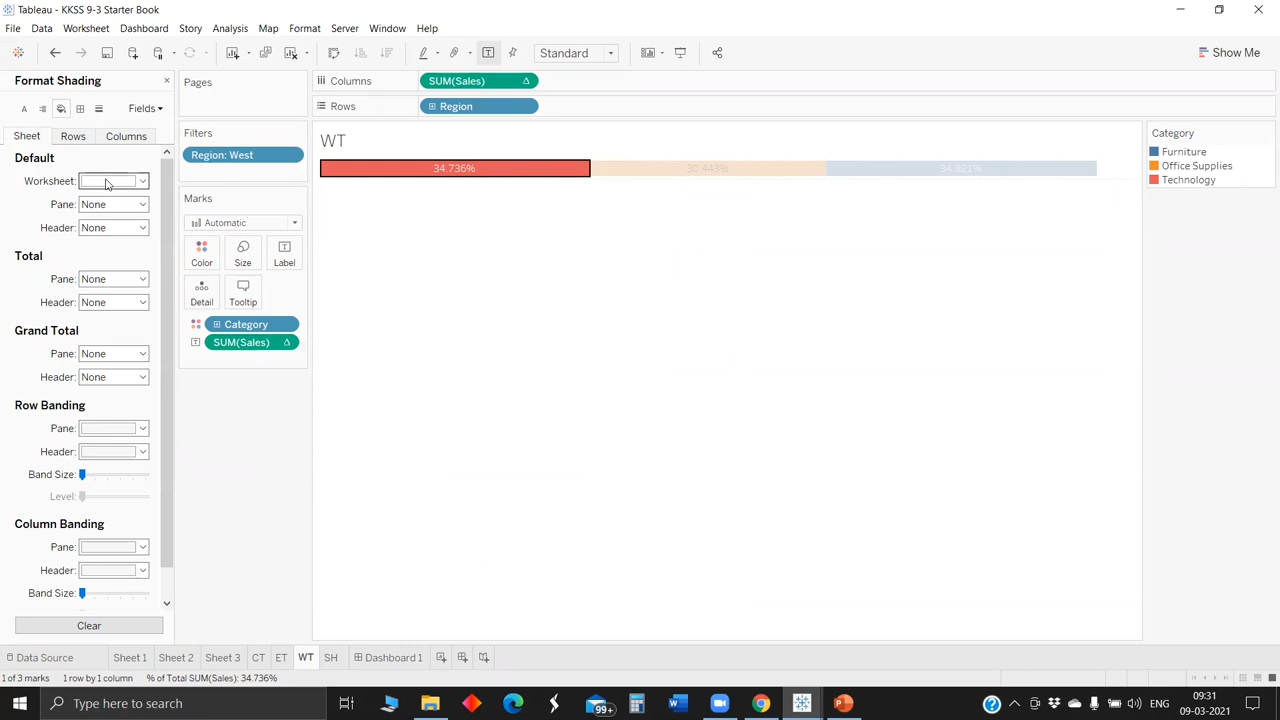 Tableau - KKSS 9-3 Starter Book
File Data Worksheet Dashboard Story Analysis Map Format Server Window Help
Standard
Show Me
Format Shading
Fields
Sheet Rows Columns
Default
Worksheet:
Pane: None
Header: None
Total
Pane: None
Header: None
Grand Total
Pane: None
Header: None
Row Banding
Pane:
Header:
Band Size:
Level:
Column Banding
Pane:
Header:
Band Size:
Clear
Pages
Filters
Region: West
Marks
Automatic
Color Size Label
Detail Tooltip
Category
SUM(Sales)
Columns SUM(Sales)
Rows Region
WT
34.736% 30.443% 34.821%
Category
Furniture
Office Supplies
Technology
Data Source Sheet 1 Sheet 2 Sheet 3 CT ET WT SH Dashboard 1
1 of 3 marks 1 row by 1 column % of Total SUM(Sales): 34.736%
Type here to search
99+
ENG
09:31
09-03-2021